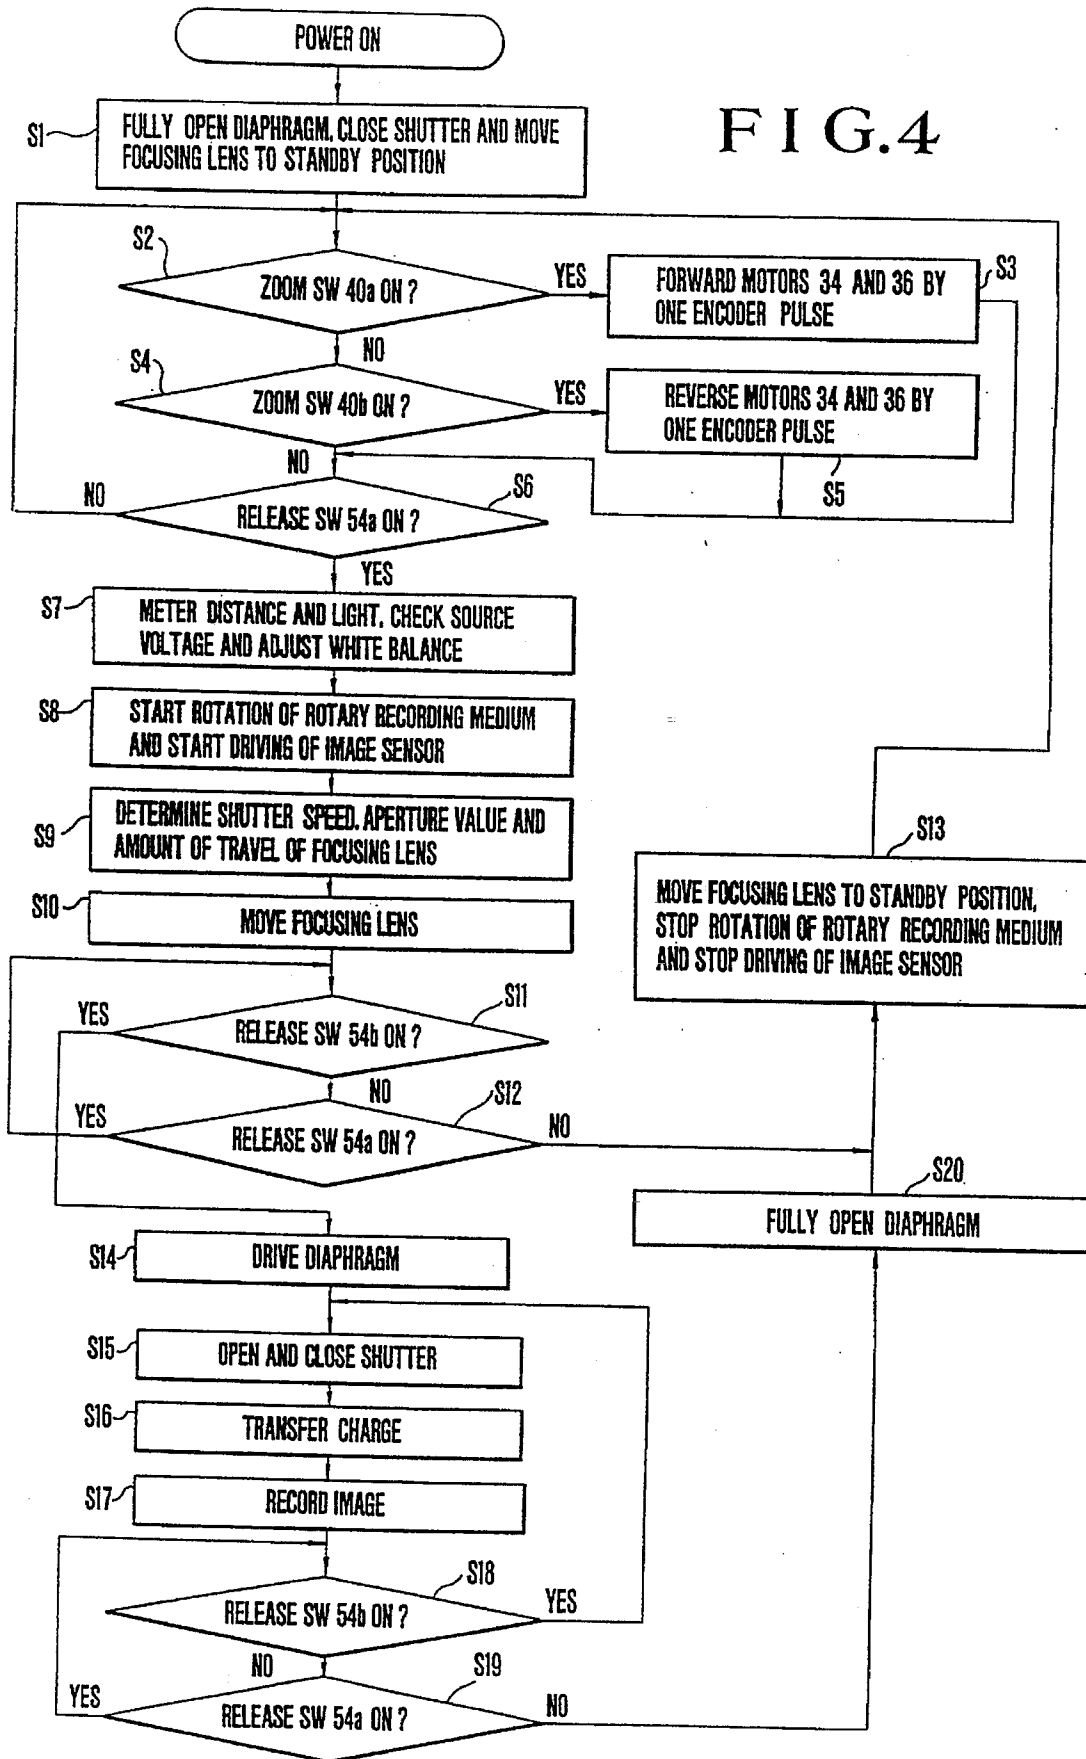 POWER ON
FIG.4
S1
FULLY OPEN DIAPHRAGM, CLOSE SHUTTER AND MOVE
FOCUSING LENS TO STANDBY POSITION
S2
ZOOM SW 40a ON ?
YES
S3
FORWARD MOTORS 34 AND 36 BY
ONE ENCODER PULSE
NO
S4
ZOOM SW 40b ON ?
YES
REVERSE MOTORS 34 AND 36 BY
ONE ENCODER PULSE
S5
NO
NO
S6
RELEASE SW 54a ON ?
YES
S7
METER DISTANCE AND LIGHT, CHECK SOURCE
VOLTAGE AND ADJUST WHITE BALANCE
S8
START ROTATION OF ROTARY RECORDING MEDIUM
AND START DRIVING OF IMAGE SENSOR
S9
DETERMINE SHUTTER SPEED, APERTURE VALUE AND
AMOUNT OF TRAVEL OF FOCUSING LENS
S10
MOVE FOCUSING LENS
S13
MOVE FOCUSING LENS TO STANDBY POSITION,
STOP ROTATION OF ROTARY RECORDING MEDIUM
AND STOP DRIVING OF IMAGE SENSOR
S11
YES
RELEASE SW 54b ON ?
NO
S12
YES
RELEASE SW 54a ON ?
NO
S20
FULLY OPEN DIAPHRAGM
S14
DRIVE DIAPHRAGM
S15
OPEN AND CLOSE SHUTTER
S16
TRANSFER CHARGE
S17
RECORD IMAGE
S18
RELEASE SW 54b ON ?
YES
NO
S19
YES
RELEASE SW 54a ON ?
NO